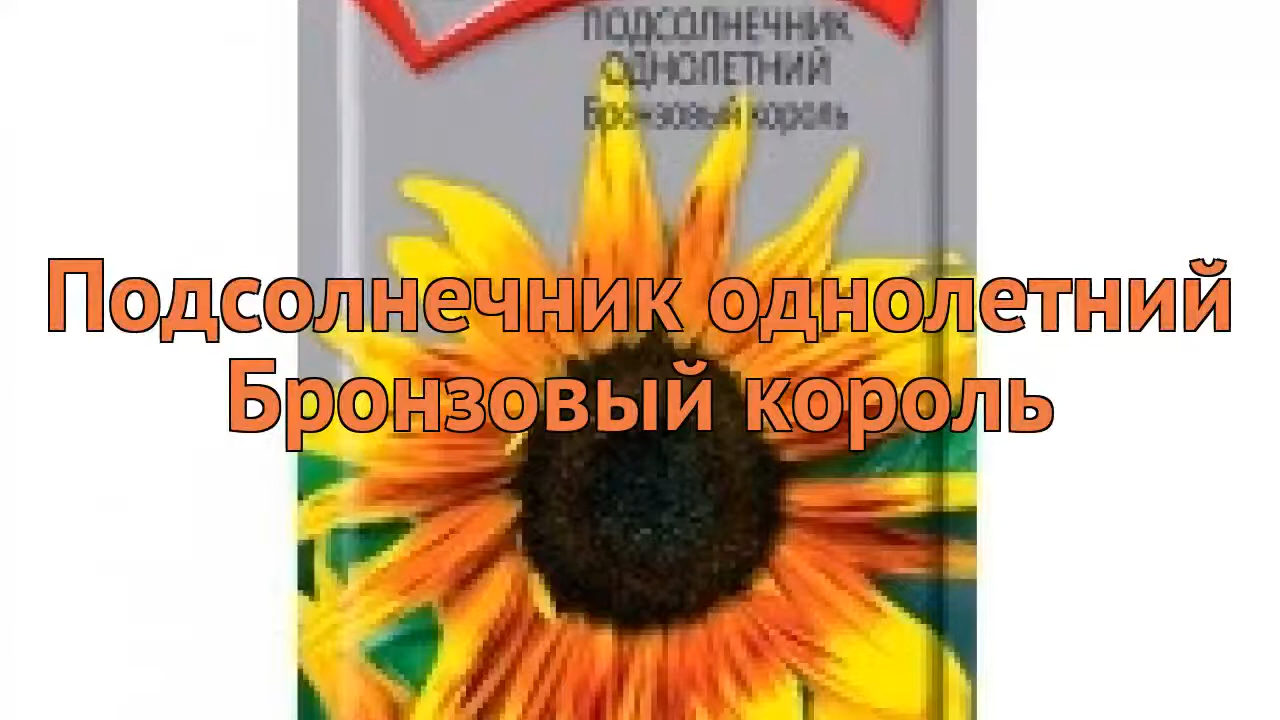 ПОДСОЛНЕЧНИК
ОДНОЛЕТНИЙ
Бронзовый король
Подсолнечник однолетний
Бронзовый король